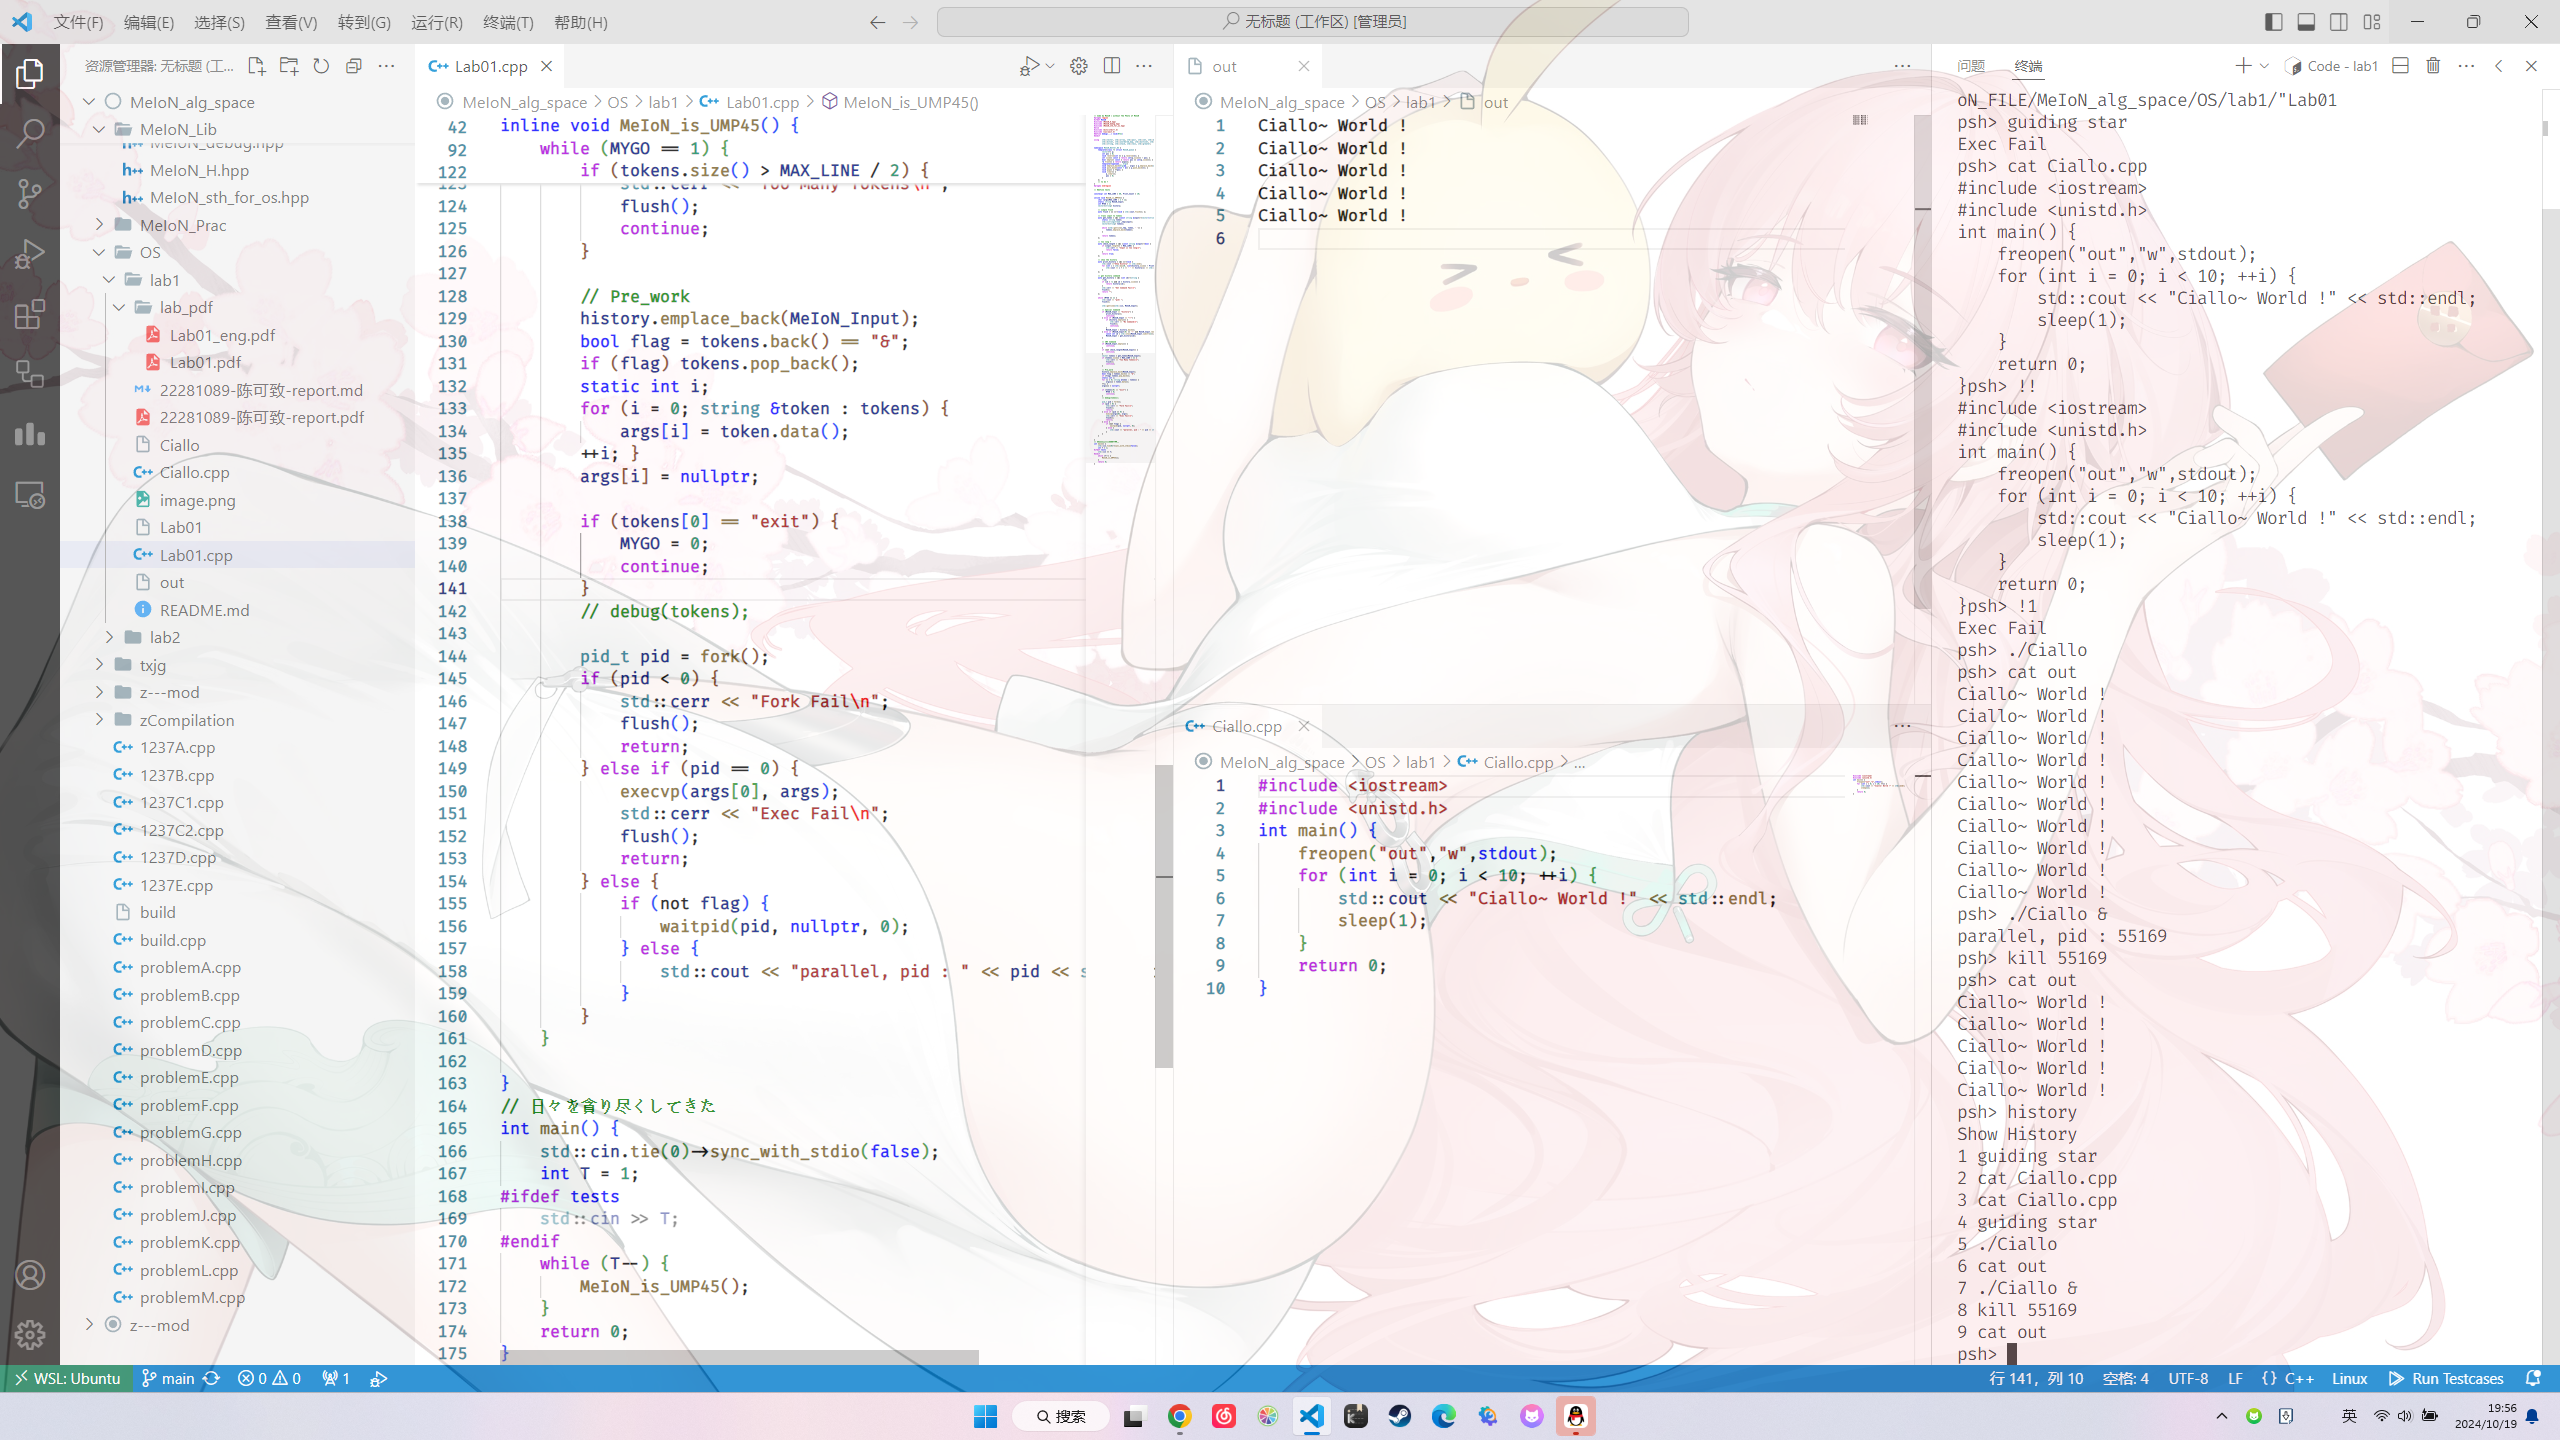 文件(F) 编辑(E) 选择(S) 查看(V) 转到(G) 运行(R) 终端(T) 帮助(H)
无标题 (工作区) [管理员]
资源管理器: 无标题 (工...
MeIoN_alg_space
MeIoN_Lib
MeIoN_debug.hpp
MeIoN_H.hpp
MeIoN_sth_for_os.hpp
MeIoN_Prac
OS
lab1
lab_pdf
Lab01_eng.pdf
Lab01.pdf
22281089-陈可致-report.md
22281089-陈可致-report.pdf
Ciallo
Ciallo.cpp
image.png
Lab01
Lab01.cpp
out
README.md
lab2
txjg
z---mod
zCompilation
1237A.cpp
1237B.cpp
1237C1.cpp
1237C2.cpp
1237D.cpp
1237E.cpp
build
build.cpp
problemA.cpp
problemB.cpp
problemC.cpp
problemD.cpp
problemE.cpp
problemF.cpp
problemG.cpp
problemH.cpp
problemI.cpp
problemJ.cpp
problemK.cpp
problemL.cpp
problemM.cpp
z---mod
Lab01.cpp
MeIoN_alg_space > OS > lab1 > Lab01.cpp > MeIoN_is_UMP45()
42 inline void MeIoN_is_UMP45() {
92 while (MYGO == 1) {
122 if (tokens.size() > MAX_LINE / 2) {
123 std::cerr << "Too Many Tokens\n";
124 flush();
125 continue;
126 }
127
128 // Pre_work
129 history.emplace_back(MeIoN_Input);
130 bool flag = tokens.back() == "&";
131 if (flag) tokens.pop_back();
132 static int i;
133 for (i = 0; string &token : tokens) {
134 args[i] = token.data();
135 ++i; }
136 args[i] = nullptr;
137
138 if (tokens[0] == "exit") {
139 MYGO = 0;
140 continue;
141 }
142 // debug(tokens);
143
144 pid_t pid = fork();
145 if (pid < 0) {
146 std::cerr << "Fork Fail\n";
147 flush();
148 return;
149 } else if (pid == 0) {
150 execvp(args[0], args);
151 std::cerr << "Exec Fail\n";
152 flush();
153 return;
154 } else {
155 if (not flag) {
156 waitpid(pid, nullptr, 0);
157 } else {
158 std::cout << "parallel, pid : " << pid << s
159 }
160 }
161 }
162
163 }
164 // 日々を貪り尽くしてきた
165 int main() {
166 std::cin.tie(0)->sync_with_stdio(false);
167 int T = 1;
168 #ifdef tests
169 std::cin >> T;
170 #endif
171 while (T--) {
172 MeIoN_is_UMP45();
173 }
174 return 0;
175 }
out
MeIoN_alg_space > OS > lab1 > out
1 Ciallo~ World !
2 Ciallo~ World !
3 Ciallo~ World !
4 Ciallo~ World !
5 Ciallo~ World !
6
Ciallo.cpp
MeIoN_alg_space > OS > lab1 > Ciallo.cpp > ...
1 #include <iostream>
2 #include <unistd.h>
3 int main() {
4 freopen("out","w",stdout);
5 for (int i = 0; i < 10; ++i) {
6 std::cout << "Ciallo~ World !" << std::endl;
7 sleep(1);
8 }
9 return 0;
10 }
问题 终端
Code - lab1
oN_FILE/MeIoN_alg_space/OS/lab1/"Lab01
psh> guiding star
Exec Fail
psh> cat Ciallo.cpp
#include <iostream>
#include <unistd.h>
int main() {
freopen("out","w",stdout);
for (int i = 0; i < 10; ++i) {
std::cout << "Ciallo~ World !" << std::endl;
sleep(1);
}
return 0;
}psh> !!
#include <iostream>
#include <unistd.h>
int main() {
freopen("out","w",stdout);
for (int i = 0; i < 10; ++i) {
std::cout << "Ciallo~ World !" << std::endl;
sleep(1);
}
return 0;
}psh> !1
Exec Fail
psh> ./Ciallo
psh> cat out
Ciallo~ World !
Ciallo~ World !
Ciallo~ World !
Ciallo~ World !
Ciallo~ World !
Ciallo~ World !
Ciallo~ World !
Ciallo~ World !
Ciallo~ World !
Ciallo~ World !
psh> ./Ciallo &
parallel, pid : 55169
psh> kill 55169
psh> cat out
Ciallo~ World !
Ciallo~ World !
Ciallo~ World !
Ciallo~ World !
Ciallo~ World !
psh> history
Show History
1 guiding star
2 cat Ciallo.cpp
3 cat Ciallo.cpp
4 guiding star
5 ./Ciallo
6 cat out
7 ./Ciallo &
8 kill 55169
9 cat out
psh>
WSL: Ubuntu main 0 0 1
行 141, 列 10 空格: 4 UTF-8 LF {} C++ Linux Run Testcases
搜索
英
19:56
2024/10/19